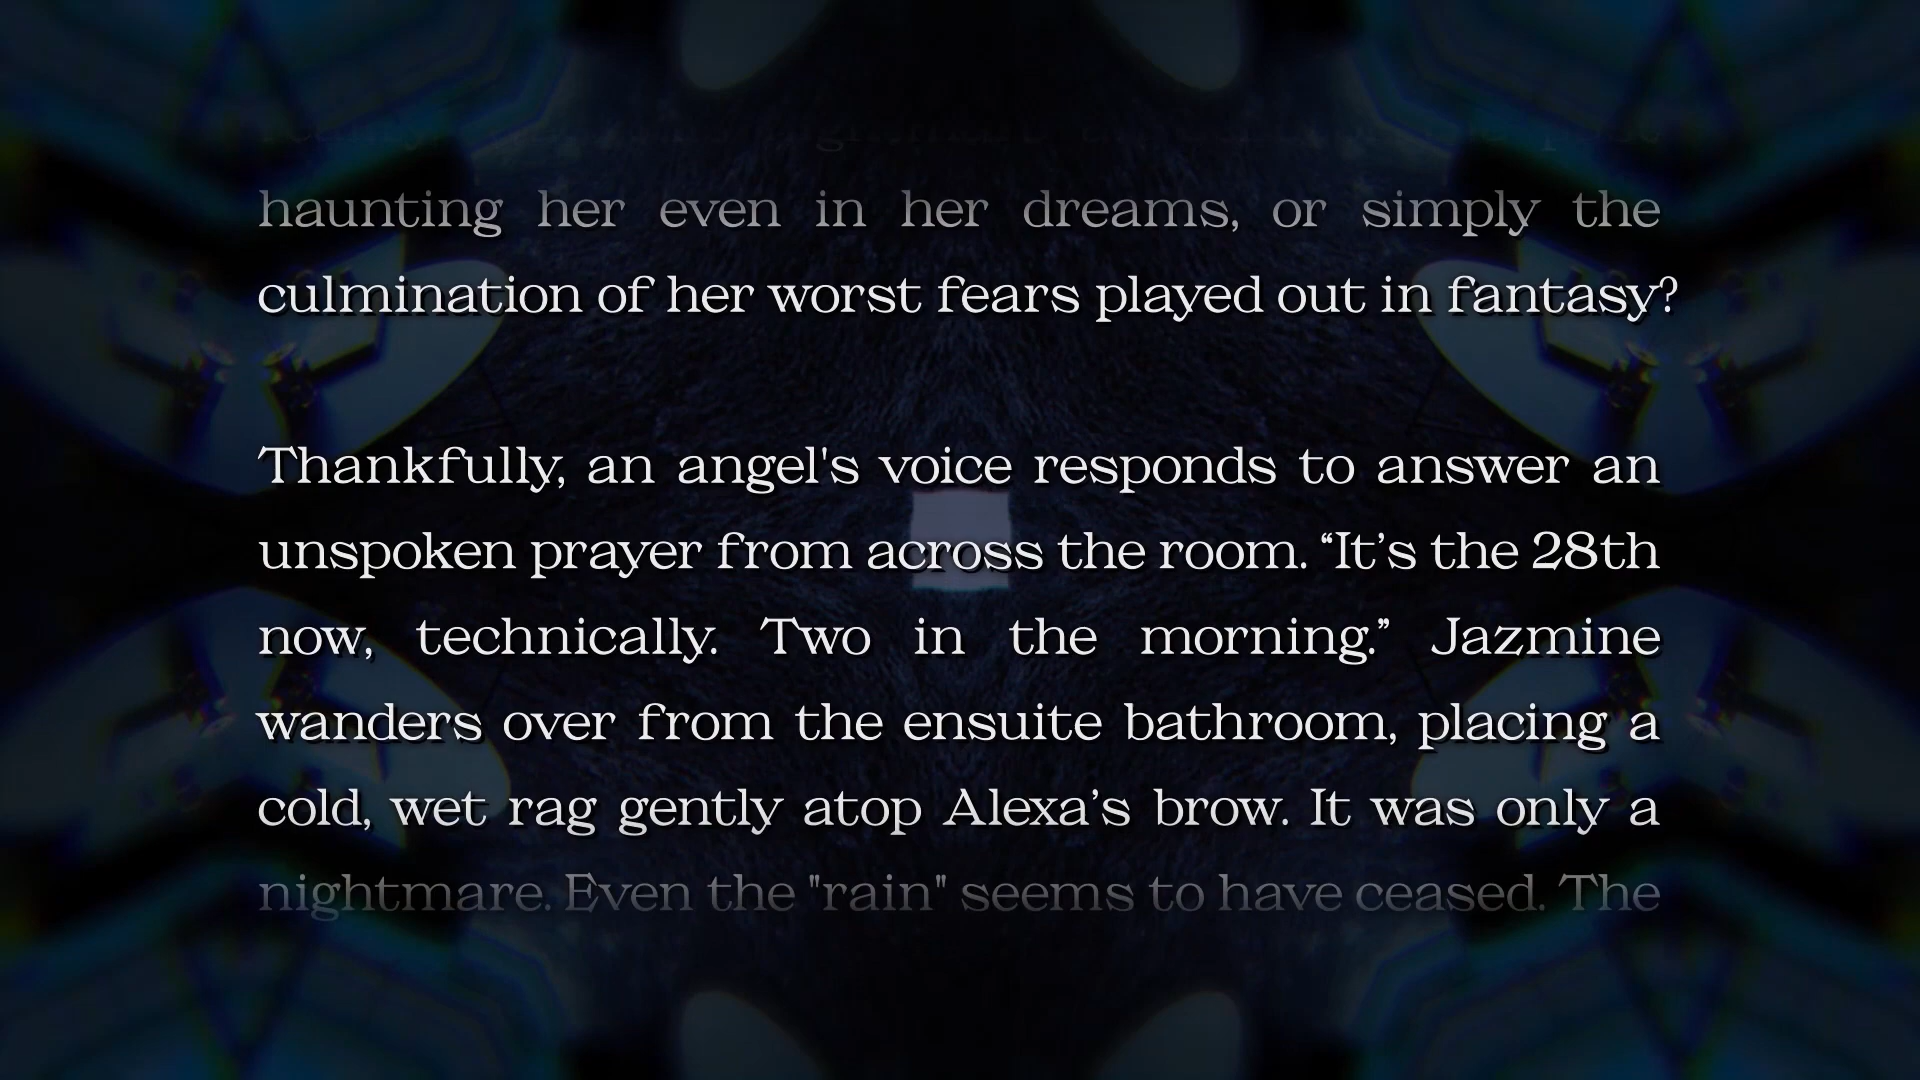 haunting her even in her dreams, or simply the
culmination of her worst fears played out in fantasy?
Thankfully, an angel's voice responds to answer an
unspoken prayer from across the room. “It’s the 28th
now, technically. Two in the morning.” Jazmine
wanders over from the ensuite bathroom, placing a
cold, wet rag gently atop Alexa’s brow. It was only a
nightmare. Even the "rain" seems to have ceased. The